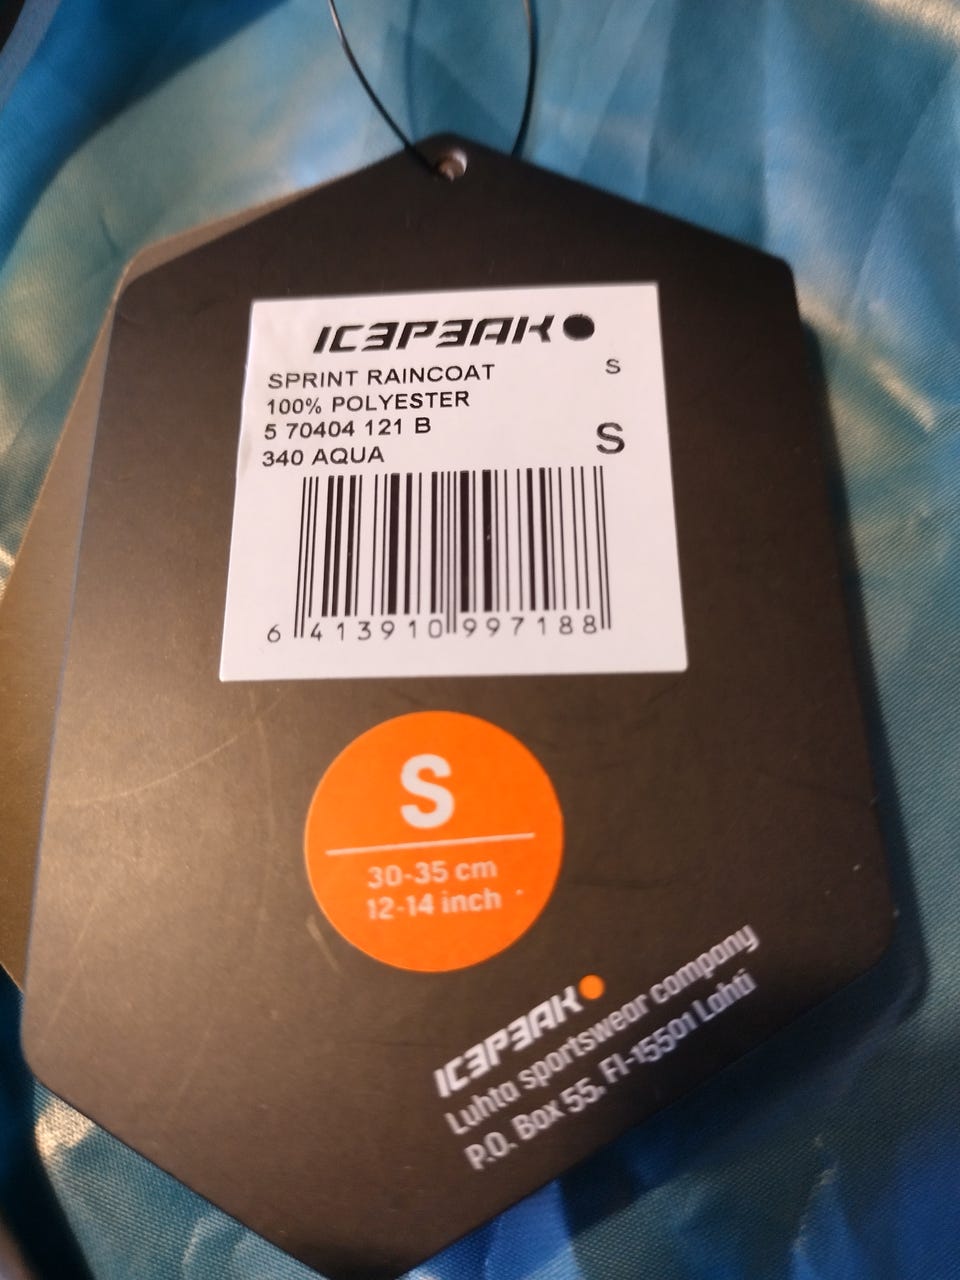 ICEPEAK
SPRINT RAINCOAT S
100% POLYESTER
5 70404 121 B S
340 AQUA
6 413910 997188
S
30-35 cm
12-14 inch
ICEPEAK
Luhta sportswear company
P.O. Box 55. FI-15501 Lahti